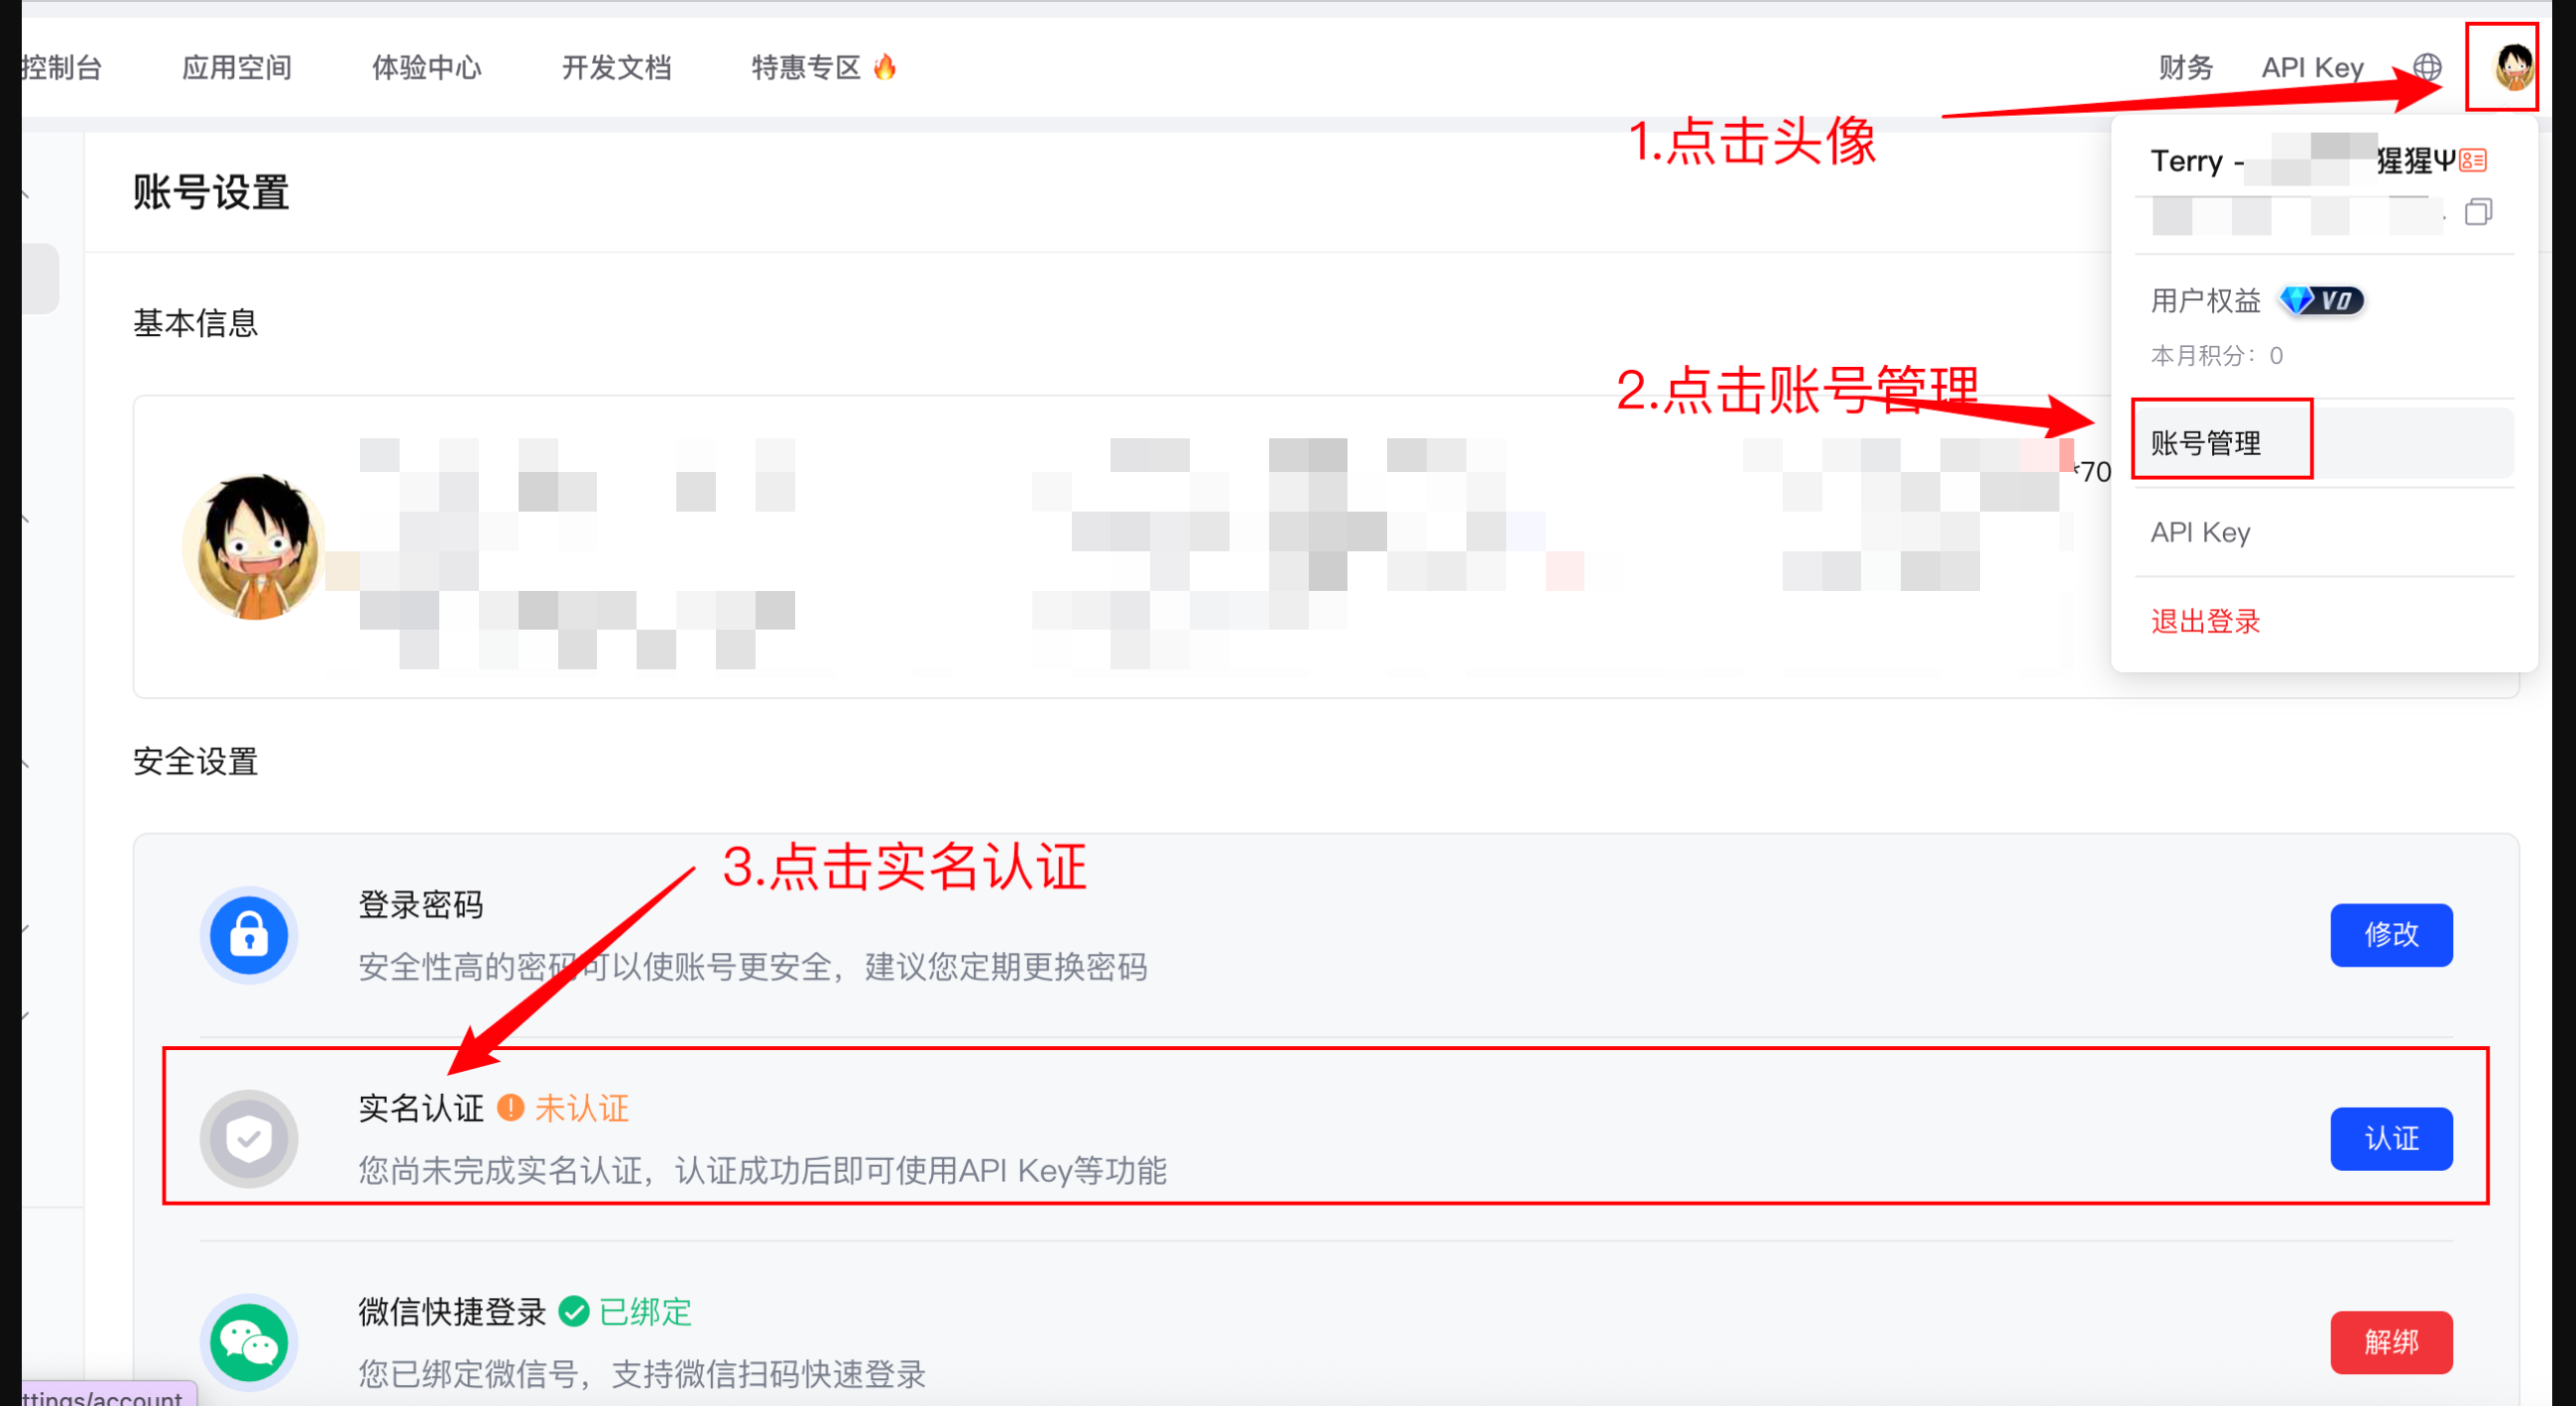 控制台 应用空间 体验中心 开发文档 特惠专区 财务 API Key
1.点击头像
Terry - 猩猩Ψ
账号设置
用户权益 V0
基本信息
本月积分：0
2.点击账号管理
账号管理
*70
API Key
退出登录
安全设置
3.点击实名认证
登录密码
修改
安全性高的密码可以使账号更安全，建议您定期更换密码
实名认证 未认证
认证
您尚未完成实名认证，认证成功后即可使用API Key等功能
微信快捷登录 已绑定
解绑
您已绑定微信号，支持微信扫码快速登录
ttings/account